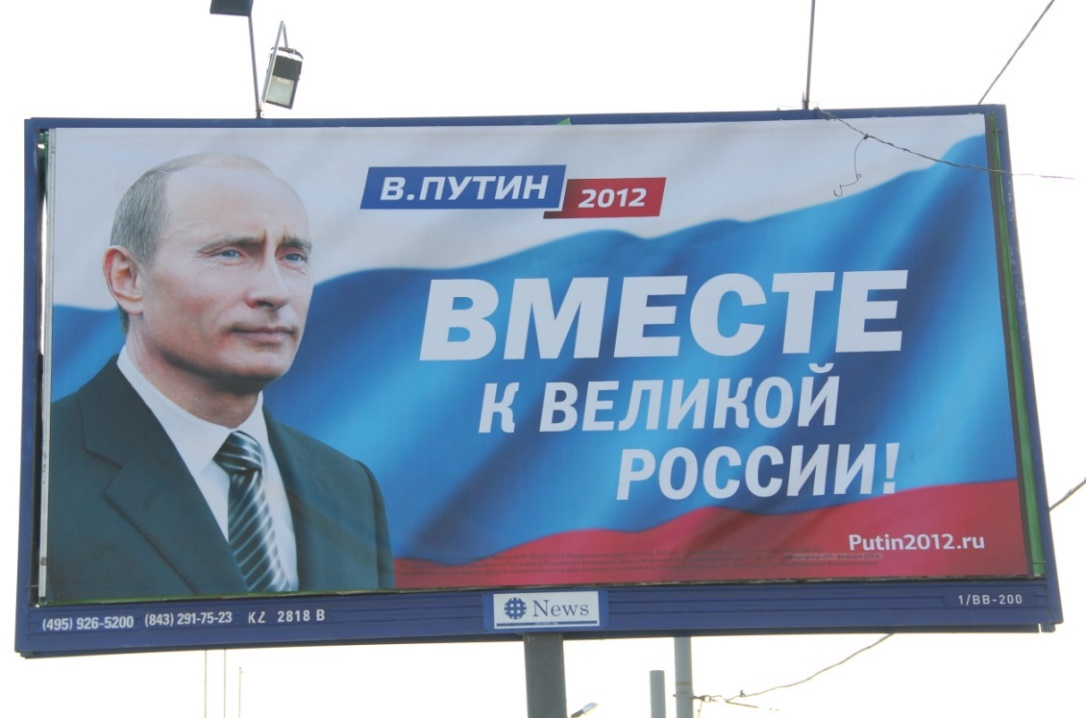 В.ПУТИН
2012
ВМЕСТЕ
К ВЕЛИКОЙ
РОССИИ!
Putin2012.ru
(495) 926-5200 (843) 291-75-23 KZ 2818 B
News
1/BB-200